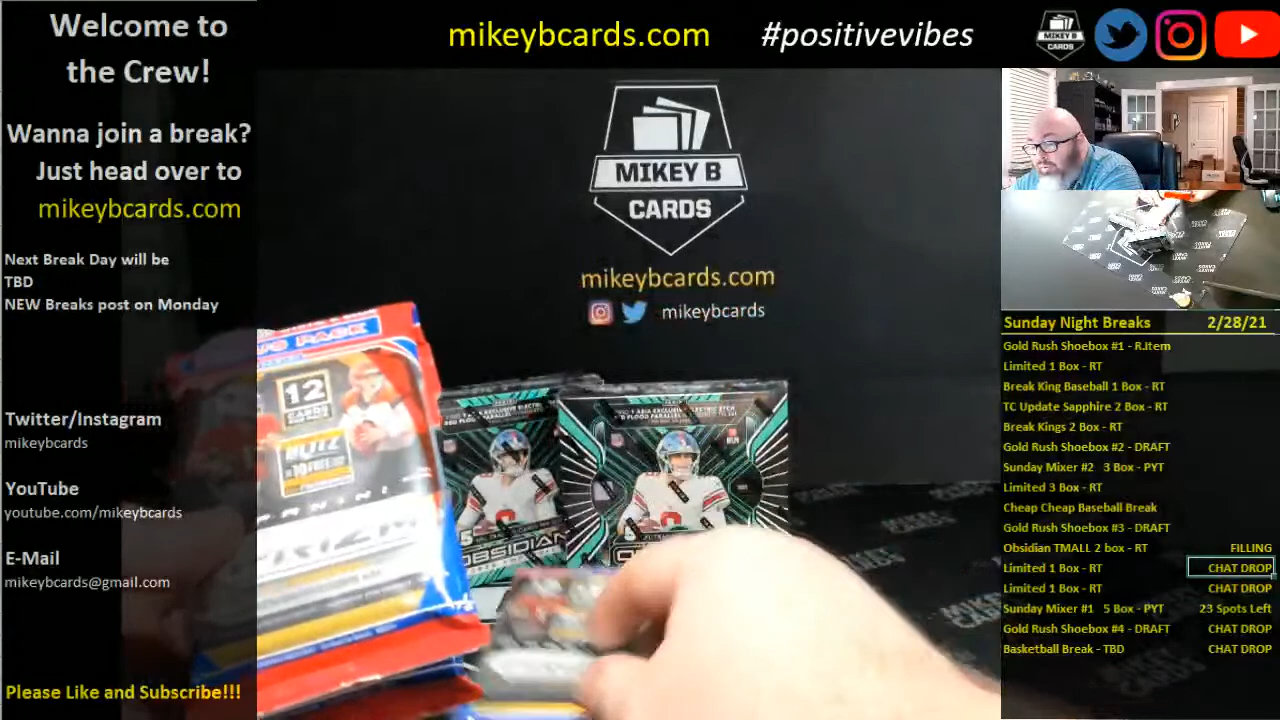 Welcome to
the Crew!
Wanna join a break?
Just head over to
mikeybcards.com
Next Break Day will be
TBD
NEW Breaks post on Monday
Twitter/Instagram
mikeybcards
YouTube
youtube.com/mikeybcards
E-Mail
mikeybcards@gmail.com
Please Like and Subscribe!!!
mikeybcards.com #positivevibes
MIKEY B
CARDS
MIKEY B
CARDS
mikeybcards.com
mikeybcards
PACK
12
CARDS
BLITZ
PRIZM
OBSIDIAN
Sunday Night Breaks 2/28/21
Gold Rush Shoebox #1 - R.Item
Limited 1 Box - RT
Break King Baseball 1 Box - RT
TC Update Sapphire 2 Box - RT
Break Kings 2 Box - RT
Gold Rush Shoebox #2 - DRAFT
Sunday Mixer #2 3 Box - PYT
Limited 3 Box - RT
Cheap Cheap Baseball Break
Gold Rush Shoebox #3 - DRAFT
Obsidian TMALL 2 box - RT FILLING
Limited 1 Box - RT CHAT DROP
Limited 1 Box - RT CHAT DROP
Sunday Mixer #1 5 Box - PYT 23 Spots Left
Gold Rush Shoebox #4 - DRAFT CHAT DROP
Basketball Break - TBD CHAT DROP